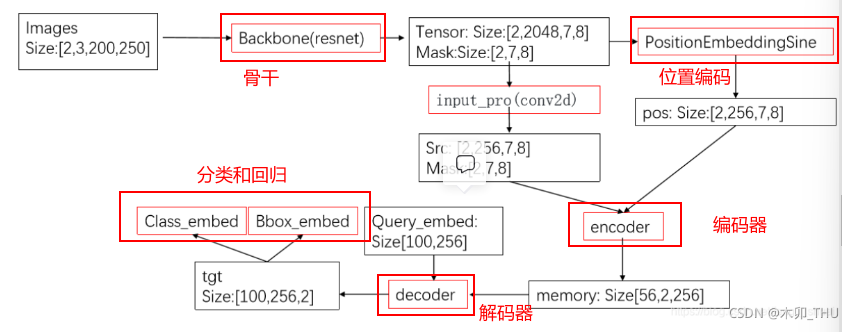 Images
Size:[2,3,200,250]
Backbone(resnet)
骨干
Tensor: Size:[2,2048,7,8]
Mask:Size:[2,7,8]
PositionEmbeddingSine
位置编码
input_pro(conv2d)
pos: Size:[2,256,7,8]
Src: [2,256,7,8]
Mask:[2,7,8]
分类和回归
Class_embed
Bbox_embed
Query_embed:
Size[100,256]
encoder
编码器
tgt
Size:[100,256,2]
decoder
解码器
memory: Size[56,2,256]
CSDN @木卯_THU